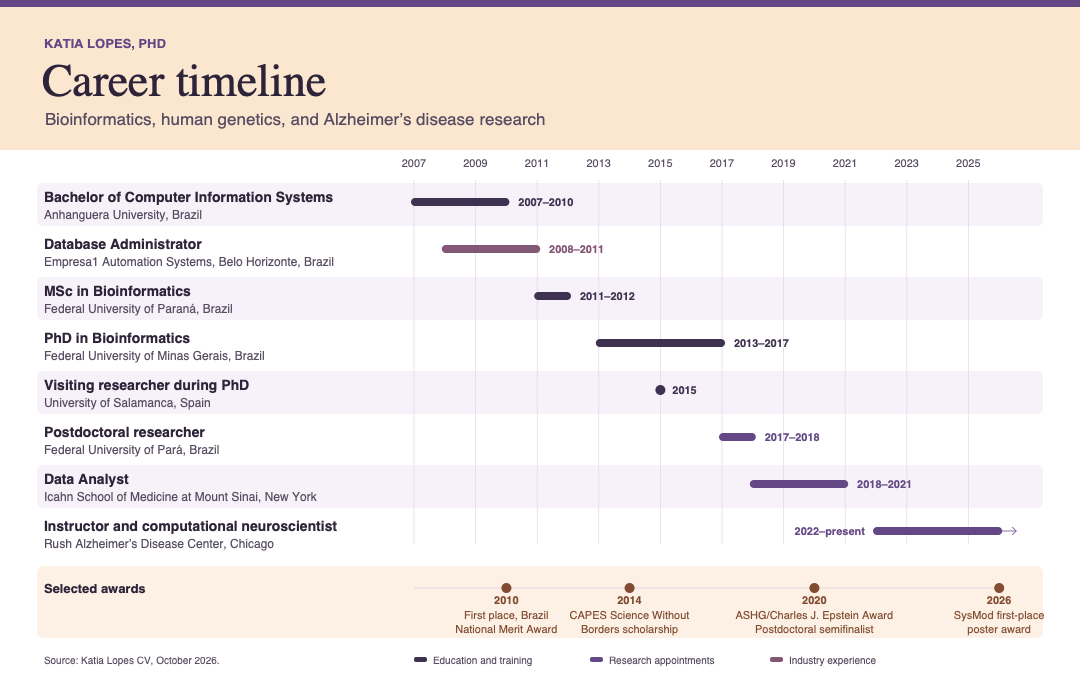 KATIA LOPES, PHD
Career timeline
Bioinformatics, human genetics, and Alzheimer’s disease research
2007 2009 2011 2013 2015 2017 2019 2021 2023 2025
Bachelor of Computer Information Systems
Anhanguera University, Brazil
2007–2010
Database Administrator
Empresa1 Automation Systems, Belo Horizonte, Brazil
2008–2011
MSc in Bioinformatics
Federal University of Paraná, Brazil
2011–2012
PhD in Bioinformatics
Federal University of Minas Gerais, Brazil
2013–2017
Visiting researcher during PhD
University of Salamanca, Spain
2015
Postdoctoral researcher
Federal University of Pará, Brazil
2017–2018
Data Analyst
Icahn School of Medicine at Mount Sinai, New York
2018–2021
Instructor and computational neuroscientist
Rush Alzheimer’s Disease Center, Chicago
2022–present
Selected awards
2010
First place, Brazil
National Merit Award
2014
CAPES Science Without
Borders scholarship
2020
ASHG/Charles J. Epstein Award
Postdoctoral semifinalist
2026
SysMod first-place
poster award
Source: Katia Lopes CV, October 2026.
Education and training
Research appointments
Industry experience